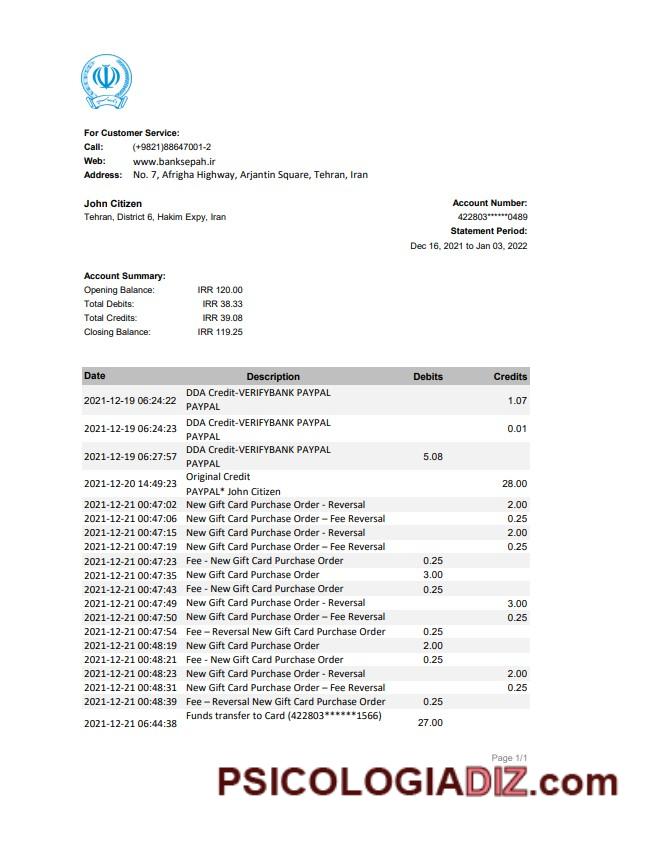 For Customer Service:
Call: (+9821)88647001-2
Web: www.banksepah.ir
Address: No. 7, Afrigha Highway, Arjantin Square, Tehran, Iran
John Citizen
Tehran, District 6, Hakim Expy, Iran
Account Number:
422803******0489
Statement Period:
Dec 16, 2021 to Jan 03, 2022
Account Summary:
Opening Balance: IRR 120.00
Total Debits: IRR 38.33
Total Credits: IRR 39.08
Closing Balance: IRR 119.25
Date Description Debits Credits
2021-12-19 06:24:22 DDA Credit-VERIFYBANK PAYPAL 1.07
PAYPAL
2021-12-19 06:24:23 DDA Credit-VERIFYBANK PAYPAL 0.01
PAYPAL
2021-12-19 06:27:57 DDA Credit-VERIFYBANK PAYPAL 5.08
PAYPAL
2021-12-20 14:49:23 Original Credit 28.00
PAYPAL* John Citizen
2021-12-21 00:47:02 New Gift Card Purchase Order - Reversal 2.00
2021-12-21 00:47:06 New Gift Card Purchase Order – Fee Reversal 0.25
2021-12-21 00:47:15 New Gift Card Purchase Order - Reversal 2.00
2021-12-21 00:47:19 New Gift Card Purchase Order – Fee Reversal 0.25
2021-12-21 00:47:23 Fee - New Gift Card Purchase Order 0.25
2021-12-21 00:47:35 New Gift Card Purchase Order 3.00
2021-12-21 00:47:43 Fee - New Gift Card Purchase Order 0.25
2021-12-21 00:47:49 New Gift Card Purchase Order - Reversal 3.00
2021-12-21 00:47:50 New Gift Card Purchase Order – Fee Reversal 0.25
2021-12-21 00:47:54 Fee – Reversal New Gift Card Purchase Order 0.25
2021-12-21 00:48:19 New Gift Card Purchase Order 2.00
2021-12-21 00:48:21 Fee - New Gift Card Purchase Order 0.25
2021-12-21 00:48:23 New Gift Card Purchase Order - Reversal 2.00
2021-12-21 00:48:31 New Gift Card Purchase Order – Fee Reversal 0.25
2021-12-21 00:48:39 Fee – Reversal New Gift Card Purchase Order 0.25
2021-12-21 06:44:38 Funds transfer to Card (422803******1566) 27.00
Page 1/1
PSICOLOGIADIZ.com